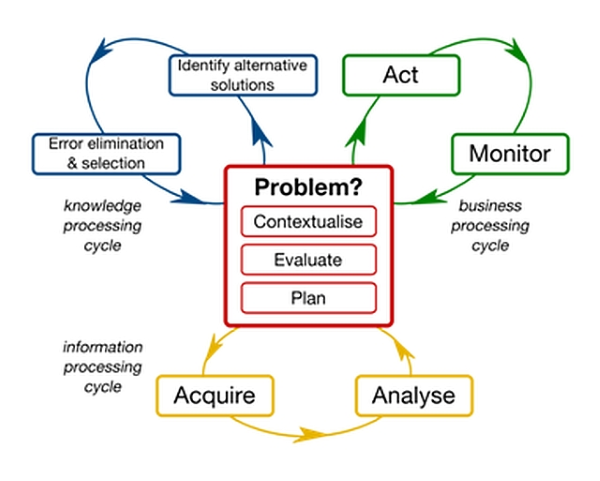 Identify alternative
solutions
Act
Error elimination
& selection
Monitor
knowledge
processing
cycle
Problem?
Contextualise
Evaluate
Plan
business
processing
cycle
information
processing
cycle
Acquire
Analyse